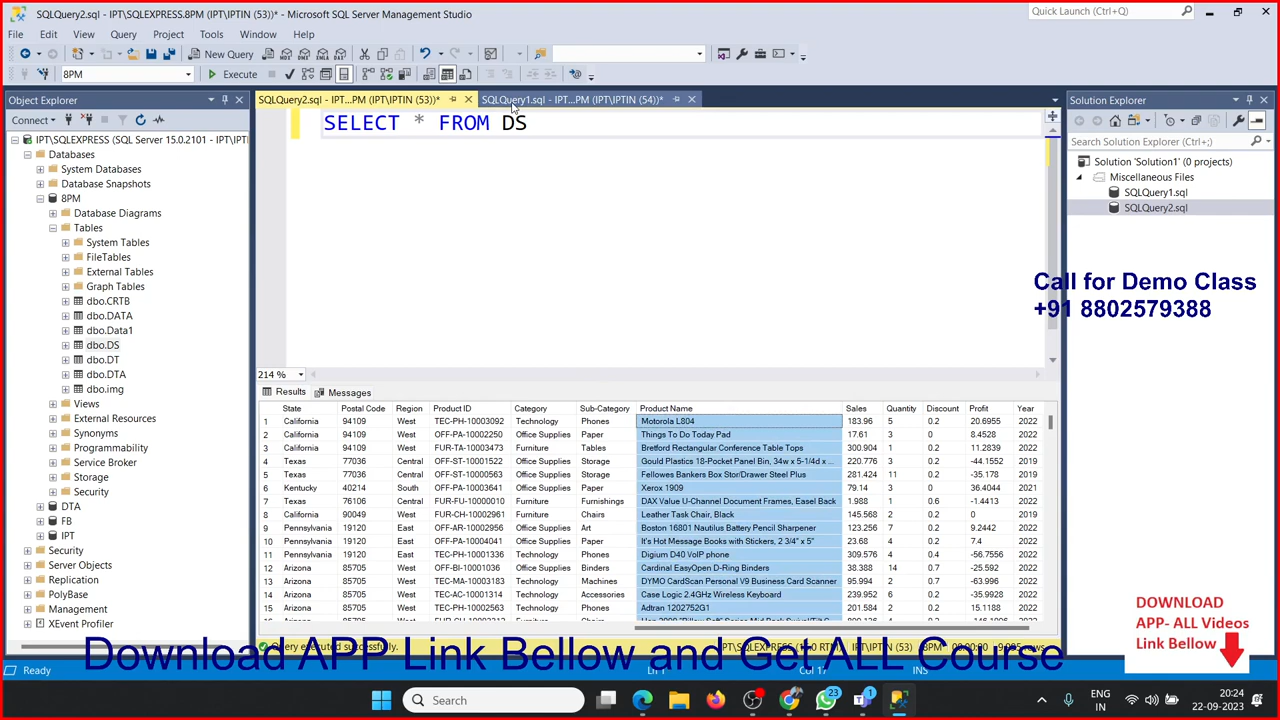 SQLQuery2.sql - IPT\SQLEXPRESS.8PM (IPT\IPTIN (53))* - Microsoft SQL Server Management Studio
Quick Launch (Ctrl+Q)
File Edit View Query Project Tools Window Help
New Query
8PM Execute
Object Explorer
SQLQuery2.sql - IPT...PM (IPT\IPTIN (53))*
SQLQuery1.sql - IPT...PM (IPT\IPTIN (54))*
Solution Explorer
Connect
SELECT * FROM DS
Search Solution Explorer (Ctrl+;)
IPT\SQLEXPRESS (SQL Server 15.0.2101
Databases
System Databases
Database Snapshots
8PM
Database Diagrams
Tables
System Tables
FileTables
External Tables
Graph Tables
dbo.CRTB
dbo.DATA
dbo.Data1
dbo.DS
dbo.DT
dbo.DTA
dbo.img
Views
External Resources
Synonyms
Programmability
Service Broker
Storage
Security
DTA
FB
IPT
Security
Server Objects
Replication
PolyBase
Management
XEvent Profiler
Solution 'Solution1' (0 projects)
Miscellaneous Files
SQLQuery1.sql
SQLQuery2.sql
Call for Demo Class
+91 8802579388
214 %
Results Messages
State Postal Code Region Product ID Category Sub-Category Product Name Sales Quantity Discount Profit Year
1 California 94109 West TEC-PH-10003092 Technology Phones Motorola L804 183.96 5 0.2 20.6955 2022
2 California 94109 West OFF-PA-10002250 Office Supplies Paper Things To Do Today Pad 17.61 3 0 8.4528 2022
3 California 94109 West FUR-TA-10003473 Furniture Tables Bretford Rectangular Conference Table Tops 300.904 1 0.2 11.2839 2022
4 Texas 77036 Central OFF-ST-10001522 Office Supplies Storage Gould Plastics 18-Pocket Panel Bin, 34w x 5-1/4d x ... 220.776 3 0.2 -44.1552 2019
5 Texas 77036 Central OFF-ST-10001562 Office Supplies Storage Fellowes Bankers Box Stor/Drawer Steel Plus 281.424 11 0.2 -35.178 2019
6 Kentucky 40214 South OFF-PA-10003641 Office Supplies Paper Xerox 1909 79.14 3 0 36.4044 2021
7 Texas 76106 Central FUR-FU-10000010 Furniture Furnishings DAX Value U-Channel Document Frames, Easel Back 1.988 1 0.6 -1.4413 2022
8 California 90049 West FUR-CH-10002961 Furniture Chairs Leather Task Chair, Black 145.568 2 0.2 0 2019
9 Pennsylvania 19120 East OFF-AR-10002956 Office Supplies Art Boston 16801 Nautilus Battery Pencil Sharpener 123.256 7 0.2 9.2442 2022
10 Pennsylvania 19120 East OFF-PA-10004041 Office Supplies Paper It's Hot Message Books with Stickers, 2 3/4" x 5" 23.68 4 0.2 7.4 2022
11 Pennsylvania 19120 East TEC-PH-10001336 Technology Phones Digium D40 VoIP phone 309.576 4 0.4 -56.7556 2022
12 Arizona 85705 West OFF-BI-10001036 Office Supplies Binders Cardinal EasyOpen D-Ring Binders 38.388 14 0.7 -25.592 2022
13 Arizona 85705 West TEC-MA-10003183 Technology Machines DYMO CardScan Personal V9 Business Card Scanner 95.994 2 0.7 -63.996 2022
14 Arizona 85705 West TEC-AC-10001314 Technology Accessories Case Logic 2.4GHz Wireless Keyboard 239.952 6 0.2 -35.9928 2022
15 Arizona 85705 West TEC-PH-10002563 Technology Phones Adtran 1202752G1 201.584 2 0.2 15.1188 2022
DOWNLOAD
APP- ALL Videos
Link Bellow
Download APP Link Bellow and Get ALL Course
Ready
Col 17 INS
Search
23
1
ENG
IN
20:24
22-09-2023